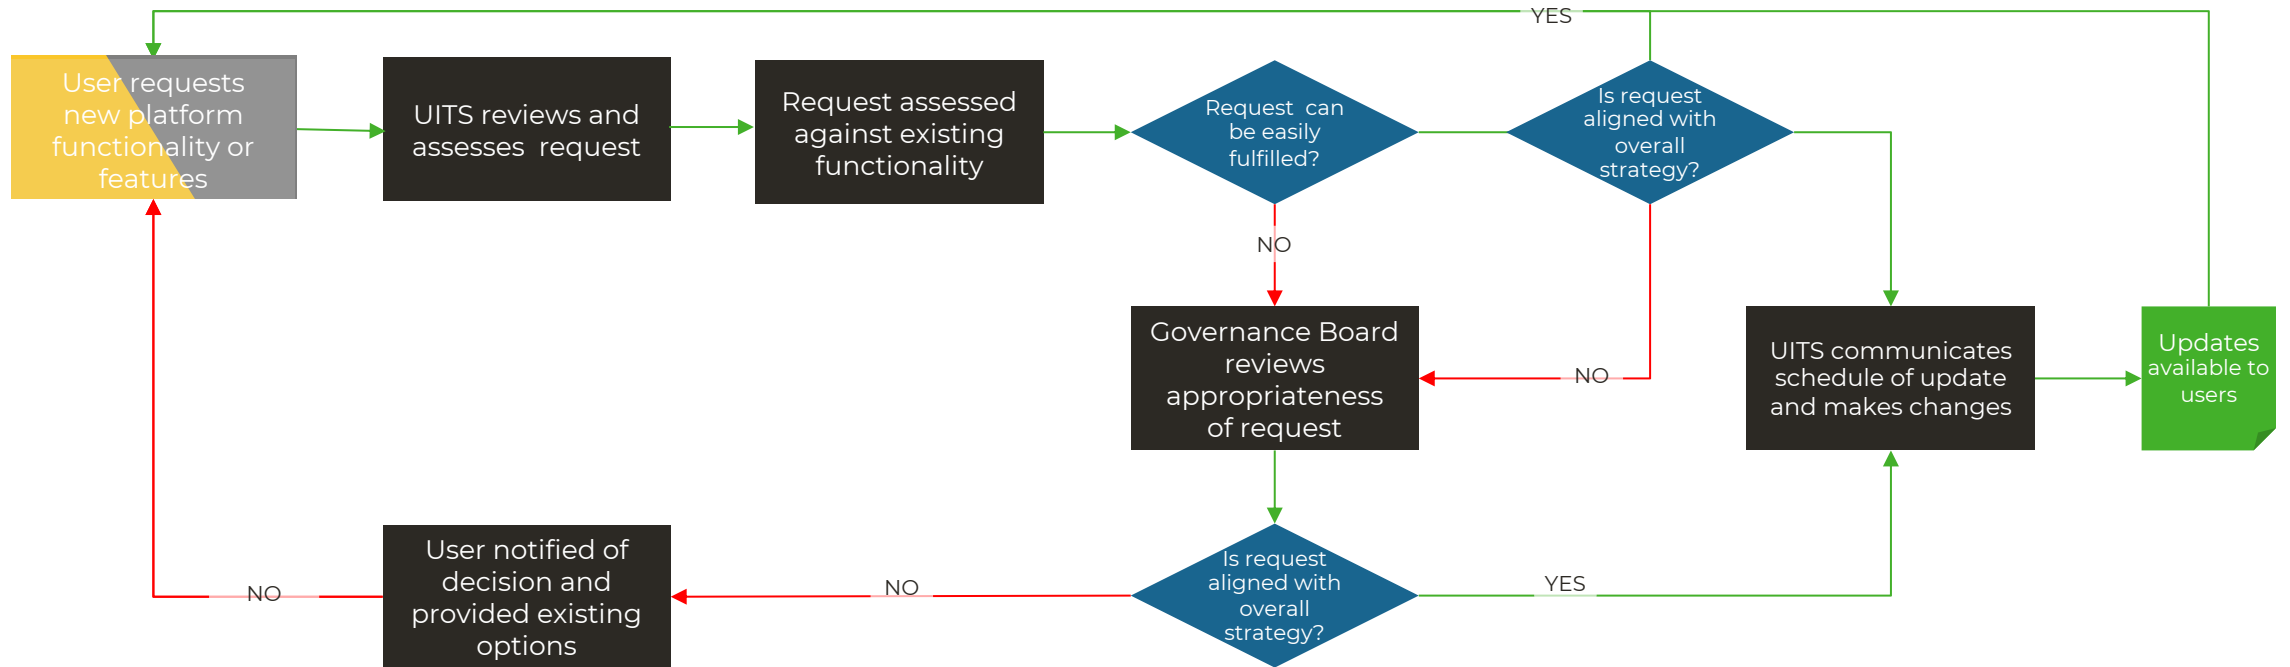 YES
User requests
new platform
functionality or
features
UITS reviews and
assesses request
Request assessed
against existing
functionality
Request can
be easily
fulfilled?
Is request
aligned with
overall
strategy?
NO
Governance Board
reviews
appropriateness
of request
NO
UITS communicates
schedule of update
and makes changes
Updates
available to
users
User notified of
decision and
provided existing
options
NO
NO
Is request
aligned with
overall
strategy?
YES